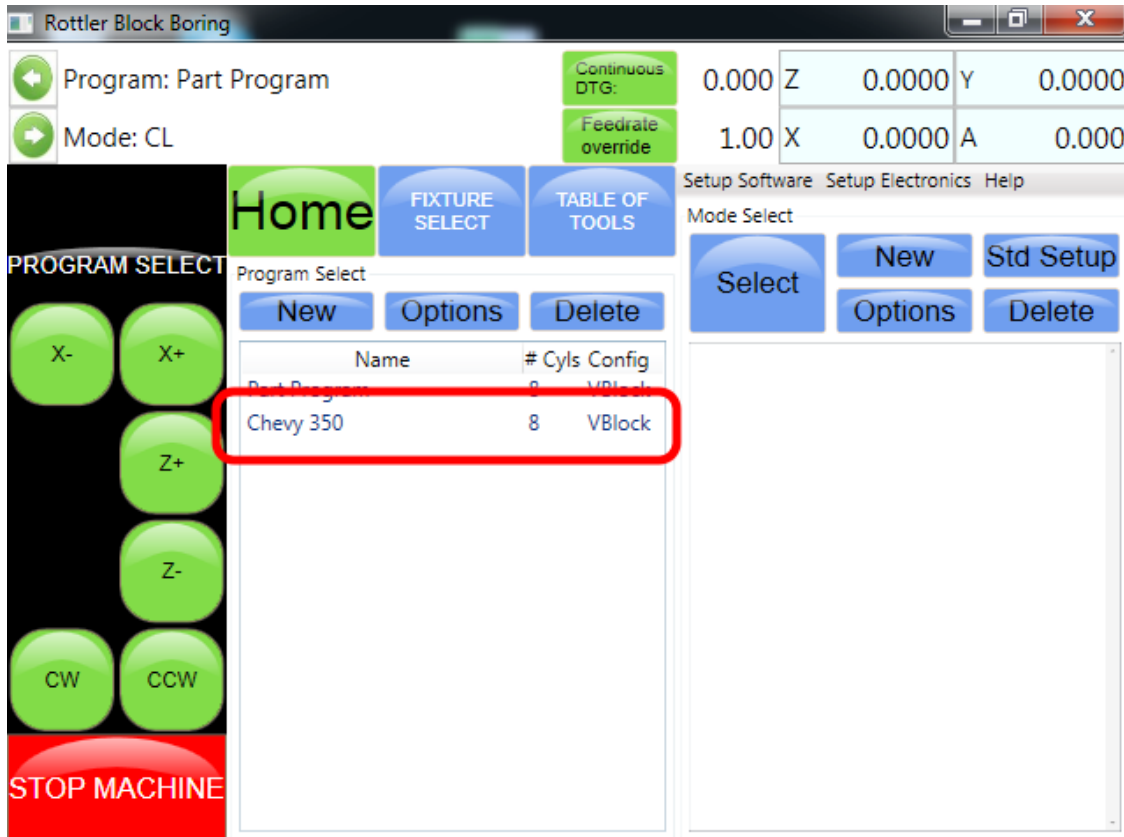 Rottler Block Boring
Program: Part Program
Continuous DTG:
0.000 Z 0.0000 Y 0.0000
Mode: CL
Feedrate override
1.00 X 0.0000 A 0.000
PROGRAM SELECT
X- X+
Z+
Z-
CW CCW
STOP MACHINE
Home
FIXTURE SELECT
TABLE OF TOOLS
Program Select
New Options Delete
Name # Cyls Config
Part Program 8 VBlock
Chevy 350 8 VBlock
Setup Software Setup Electronics Help
Mode Select
Select
New Std Setup
Options Delete